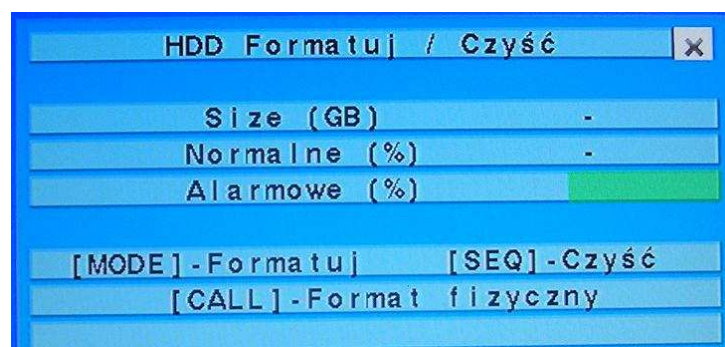 HDD Formatuj / Czyść ×
Size (GB) -
Normalne (%) -
Alarmowe (%)
[MODE]-Formatuj [SEQ]-Czyść
[CALL]-Format fizyczny